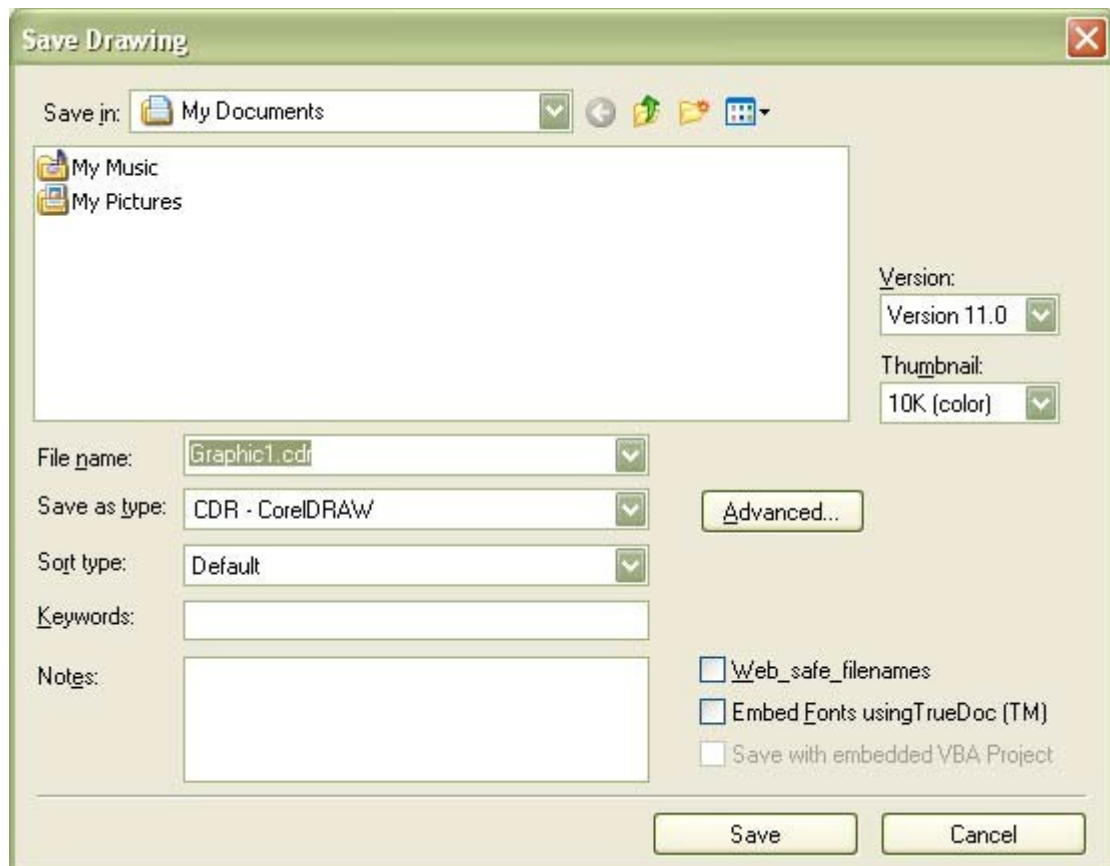 Save Drawing
Save in: My Documents
My Music
My Pictures
Version:
Version 11.0
Thumbnail:
10K (color)
File name: Graphic1.cdr
Save as type: CDR - CorelDRAW
Advanced...
Sort type: Default
Keywords:
Notes:
Web_safe_filenames
Embed Fonts usingTrueDoc (TM)
Save with embedded VBA Project
Save Cancel